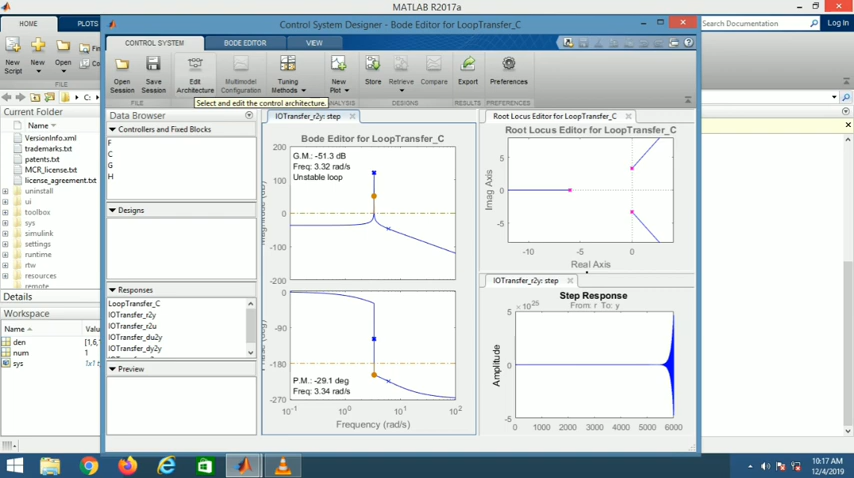 MATLAB R2017a
HOME
PLOTS
Search Documentation
Log In
New
Script
New
Open
FILE
Current Folder
Name
VersionInfo.xml
trademarks.txt
patents.txt
MCR_license.txt
license_agreement.txt
uninstall
ui
toolbox
sys
simulink
settings
runtime
rtw
resources
remote
Details
Workspace
Name
Value
den
[1,6,
num
1
sys
Control System Designer - Bode Editor for LoopTransfer_C
CONTROL SYSTEM
BODE EDITOR
VIEW
Open
Session
Save
Session
Edit
Architecture
Multimodel
Configuration
Tuning
Methods
New
Plot
Store
Retrieve
Compare
Export
Preferences
FILE
Select and edit the control architecture.
ANALYSIS
DESIGNS
RESULTS
PREFERENCES
Data Browser
Controllers and Fixed Blocks
F
C
G
H
Designs
Responses
LoopTransfer_C
IOTransfer_r2y
IOTransfer_r2u
IOTransfer_du2y
IOTransfer_dy2y
Preview
IOTransfer_r2y: step
Bode Editor for LoopTransfer_C
G.M.: -51.3 dB
Freq: 3.32 rad/s
Unstable loop
200
100
0
-100
-200
0
-90
-180
-270
P.M.: -29.1 deg
Freq: 3.34 rad/s
10-1
100
101
102
Frequency (rad/s)
Root Locus Editor for LoopTransfer_C
Root Locus Editor for LoopTransfer_C
Imag Axis
5
0
-5
-10
-5
0
Real Axis
IOTransfer_r2y: step
Step Response
From: r To: y
×1025
Amplitude
5
0
-5
0
1000
2000
3000
4000
5000
6000
10:17 AM
12/4/2019